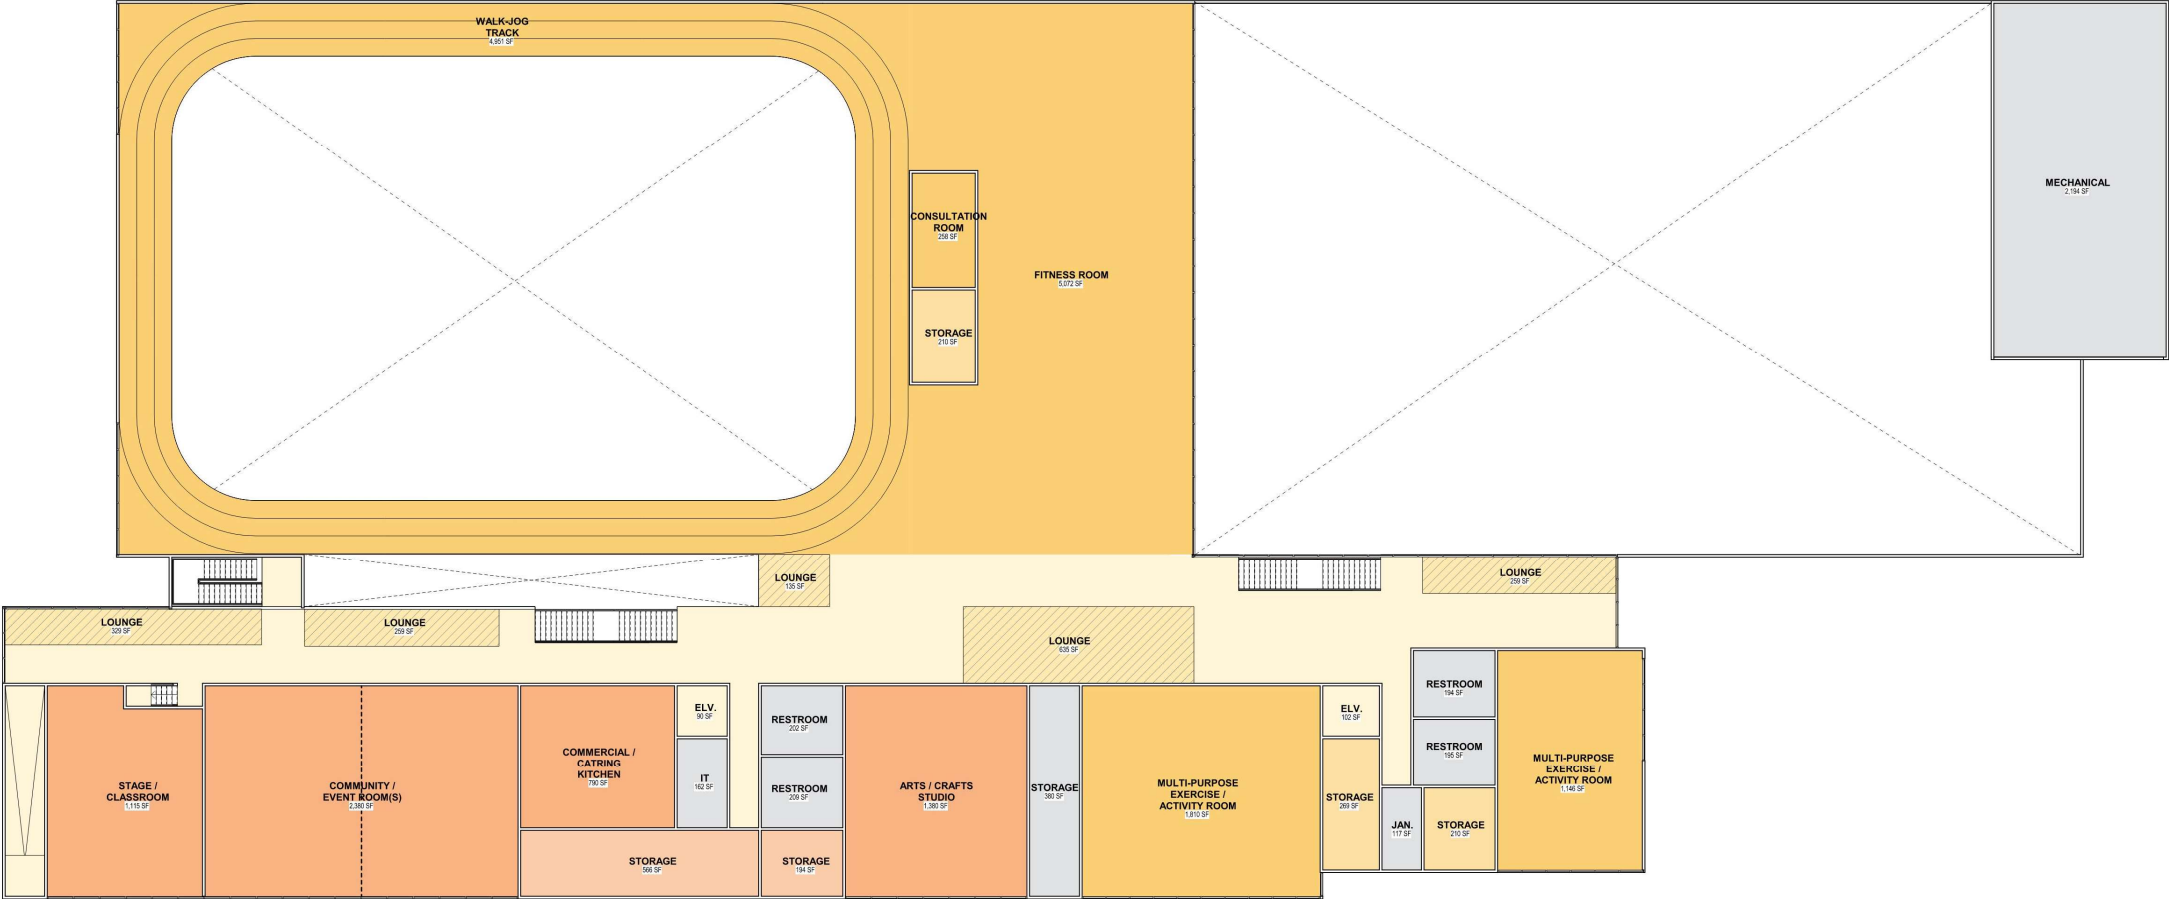 WALK-JOG
TRACK
4,951 SF
MECHANICAL
2,194 SF
CONSULTATION
ROOM
258 SF
FITNESS ROOM
5,072 SF
STORAGE
210 SF
LOUNGE
135 SF
LOUNGE
259 SF
LOUNGE
329 SF
LOUNGE
259 SF
LOUNGE
635 SF
STAGE /
CLASSROOM
1,115 SF
COMMUNITY /
EVENT ROOM(S)
2,380 SF
COMMERCIAL /
CATRING
KITCHEN
790 SF
ELV.
90 SF
IT
162 SF
RESTROOM
202 SF
RESTROOM
209 SF
STORAGE
566 SF
STORAGE
194 SF
ARTS / CRAFTS
STUDIO
1,380 SF
STORAGE
380 SF
MULTI-PURPOSE
EXERCISE /
ACTIVITY ROOM
1,810 SF
ELV.
102 SF
STORAGE
269 SF
RESTROOM
194 SF
RESTROOM
195 SF
JAN.
117 SF
STORAGE
210 SF
MULTI-PURPOSE
EXERCISE /
ACTIVITY ROOM
1,146 SF